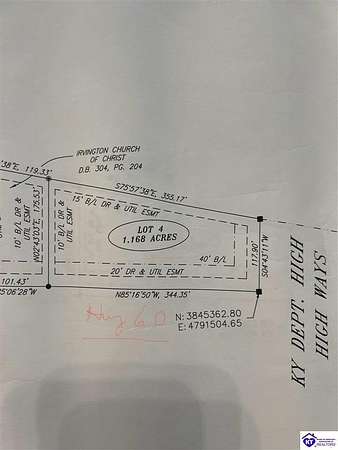 IRVINGTON CHURCH
OF CHRIST
D.B. 304, PG. 204
38'E, 119.33'
S75°57'38"E, 355.17'
15' B/L DR & UTIL ESMT
N02°43'03"E, 175.53'
10' B/L DR &
UTIL ESMT
10' B/L DR &
UTIL ESMT
LOT 4
1.168 ACRES
117.90'
S04°43'11"W
40' B/L
20' DR & UTIL ESMT
101.43'
5°06'28"W
N85°16'50"W, 344.35'
Hwy 60
N: 3845362.80
E: 4791504.65
KY DEPT. HIGH
HIGH WAYS
REALTORS